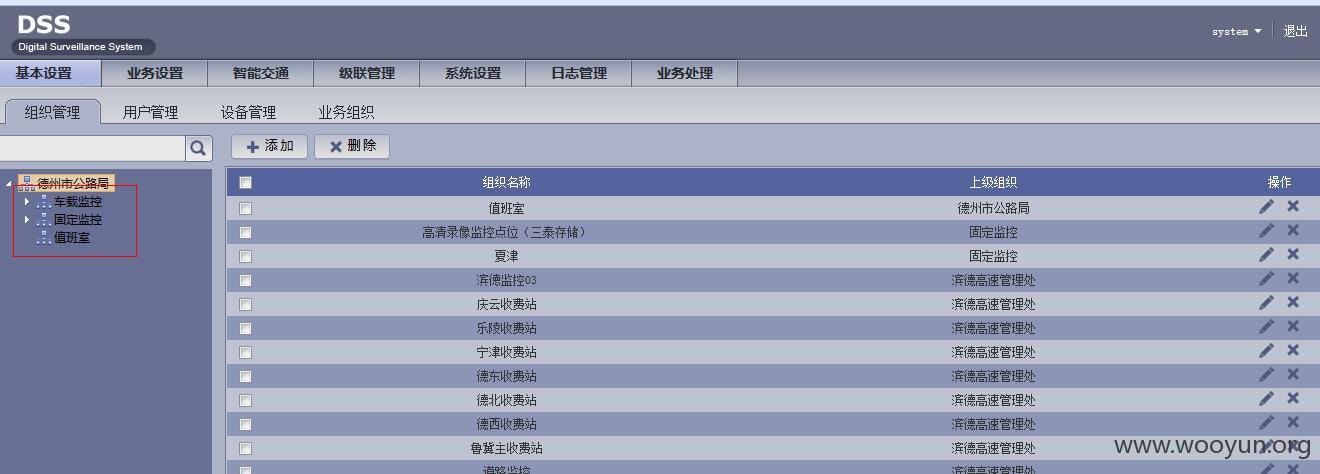 DSS
Digital Surveillance System
system 退出
基本设置 业务设置 智能交通 级联管理 系统设置 日志管理 业务处理
组织管理 用户管理 设备管理 业务组织
添加 删除
德州市公路局
车载监控
固定监控
值班室
组织名称 上级组织 操作
值班室 德州市公路局
高清录像监控点位（三泰存储） 固定监控
夏津 固定监控
滨德监控03 滨德高速管理处
庆云收费站 滨德高速管理处
乐陵收费站 滨德高速管理处
宁津收费站 滨德高速管理处
德东收费站 滨德高速管理处
德北收费站 滨德高速管理处
德西收费站 滨德高速管理处
鲁冀主收费站 滨德高速管理处
道路监控 滨德高速管理处
www.wooyun.org